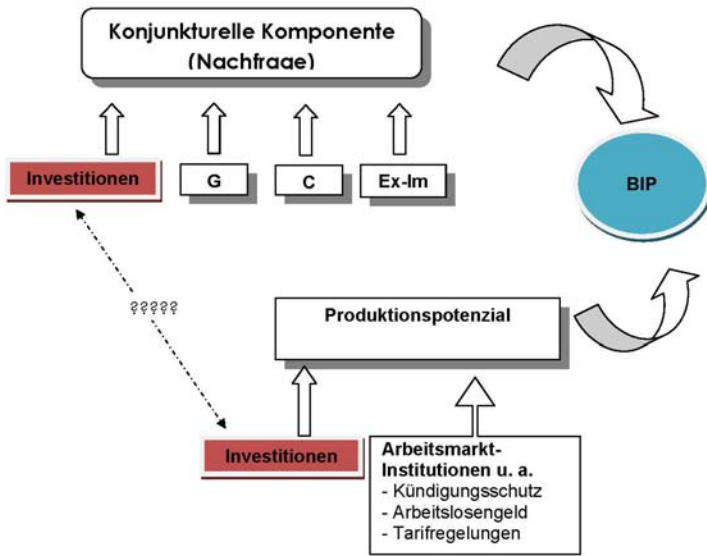 Konjunkturelle Komponente
(Nachfrage)
Investitionen
G
C
Ex-Im
BIP
?????
Produktionspotenzial
Investitionen
Arbeitsmarkt-
Institutionen u. a.
- Kündigungsschutz
- Arbeitslosengeld
- Tarifregelungen